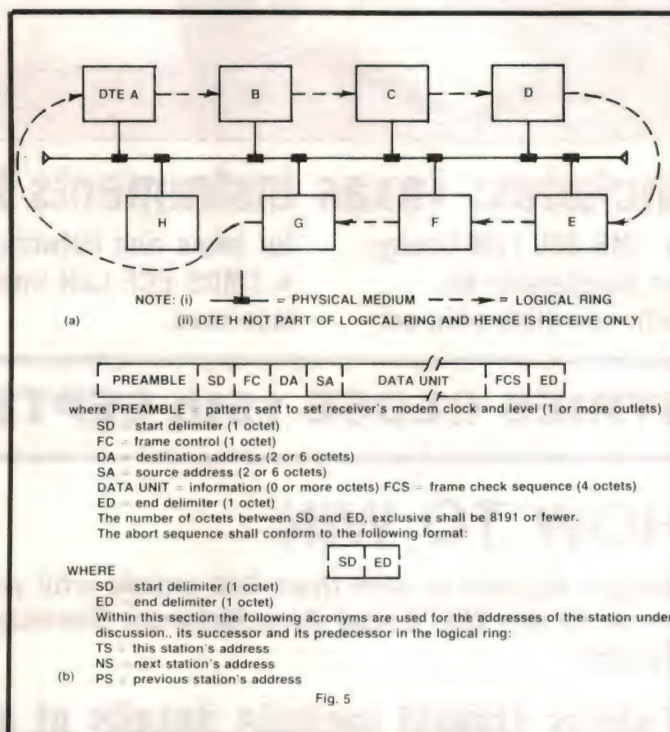 DTE A
B
C
D
H
G
F
E
NOTE: (i) = PHYSICAL MEDIUM = LOGICAL RING
(a) (ii) DTE H NOT PART OF LOGICAL RING AND HENCE IS RECEIVE ONLY
PREAMBLE SD FC DA SA DATA UNIT FCS ED
where PREAMBLE = pattern sent to set receiver's modem clock and level (1 or more outlets)
SD = start delimiter (1 octet)
FC = frame control (1 octet)
DA = destination address (2 or 6 octets)
SA = source address (2 or 6 octets)
DATA UNIT = information (0 or more octets) FCS = frame check sequence (4 octets)
ED = end delimiter (1 octet)
The number of octets between SD and ED, exclusive shall be 8191 or fewer.
The abort sequence shall conform to the following format:
SD ED
WHERE
SD start delimiter (1 octet)
ED end delimiter (1 octet)
Within this section the following acronyms are used for the addresses of the station under
discussion., its successor and its predecessor in the logical ring:
TS = this station's address
NS = next station's address
(b) PS = previous station's address
Fig. 5